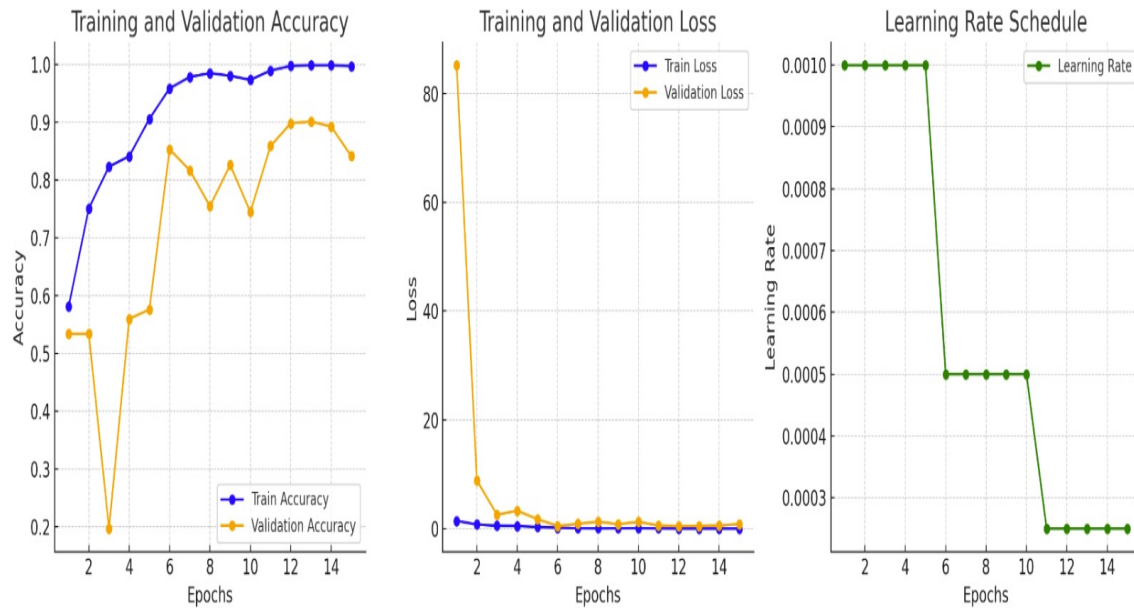 Training and Validation Accuracy
1.0
0.9
0.8
0.7
0.6
0.5
0.4
0.3
0.2
Accuracy
Train Accuracy
Validation Accuracy
2 4 6 8 10 12 14
Epochs
Training and Validation Loss
80
60
40
20
0
Loss
Train Loss
Validation Loss
2 4 6 8 10 12 14
Epochs
Learning Rate Schedule
0.0010
0.0009
0.0008
0.0007
0.0006
0.0005
0.0004
0.0003
Learning Rate
Learning Rate
2 4 6 8 10 12 14
Epochs